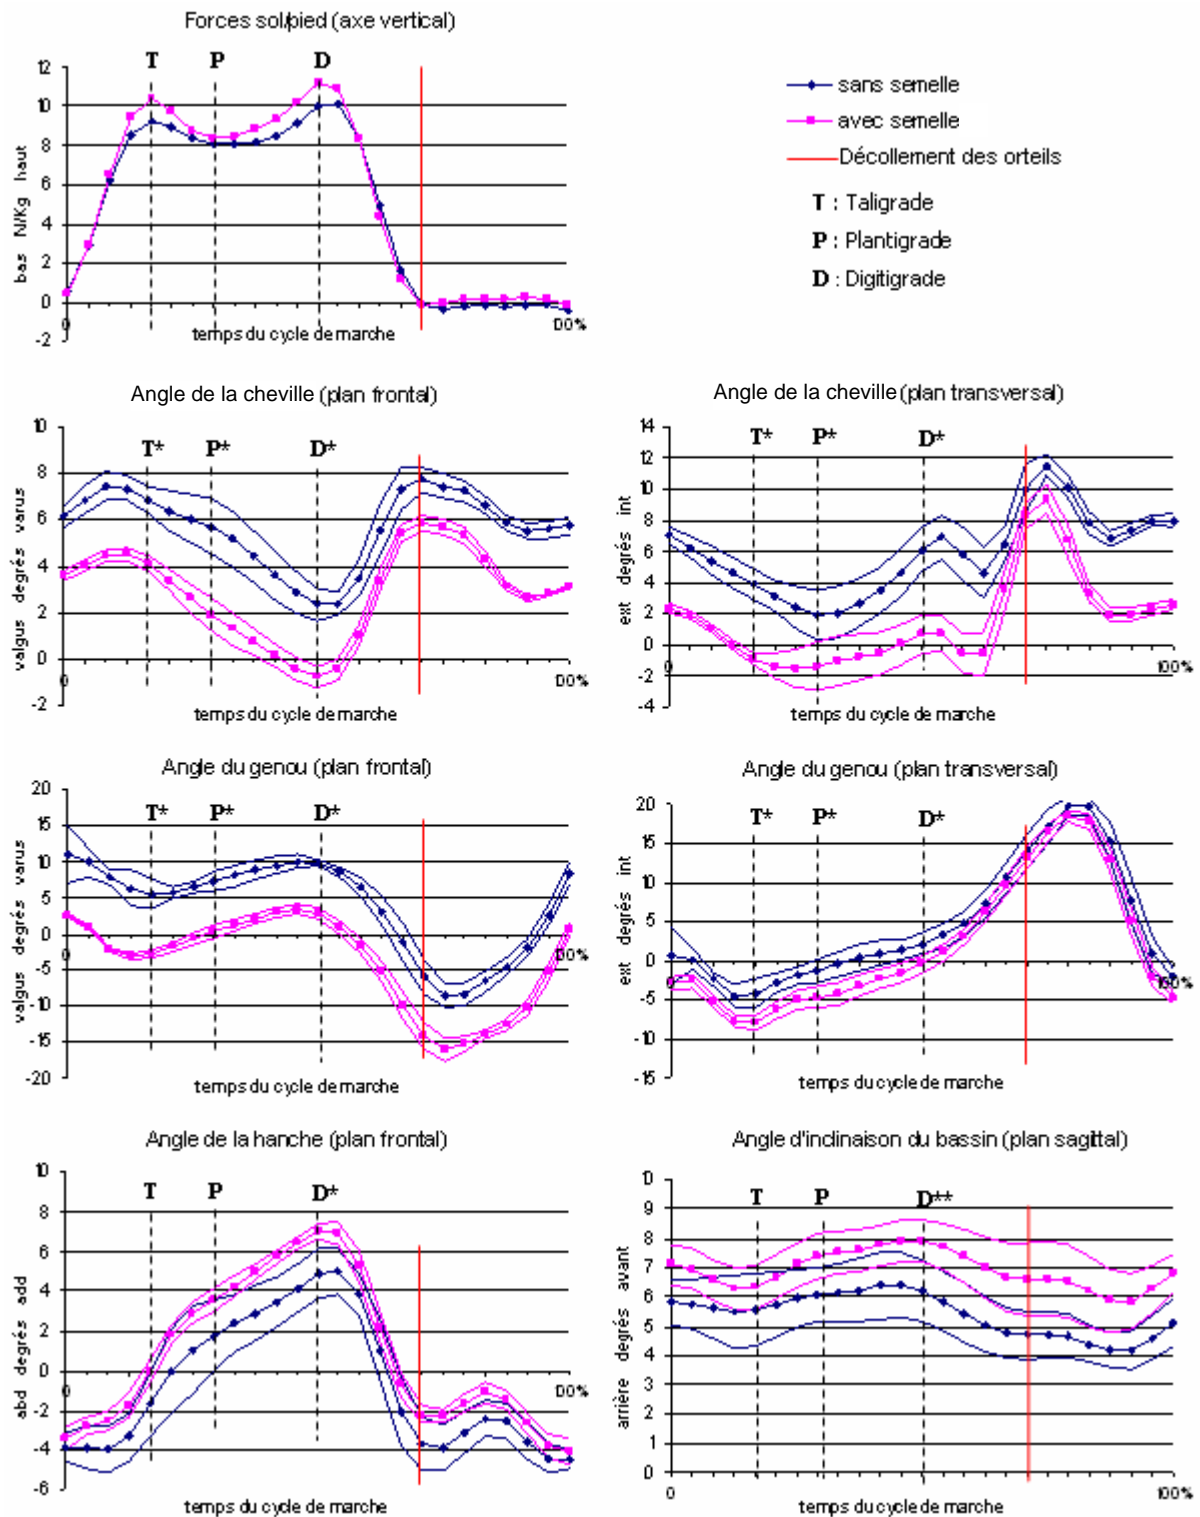 Forces sol/pied (axe vertical)
T P D
12
10
8
6
4
2
0
-2
bas N/Kg haut
0 100%
temps du cycle de marche
sans semelle
avec semelle
Décollement des orteils
T : Taligrade
P : Plantigrade
D : Digitigrade
Angle de la cheville (plan frontal)
T* P* D*
10
8
6
4
2
0
-2
valgus degrés varus
0 100%
temps du cycle de marche
Angle de la cheville (plan transversal)
T* P* D*
14
12
10
8
6
4
2
0
-2
-4
ext degrés int
0 100%
temps du cycle de marche
Angle du genou (plan frontal)
T* P* D*
20
15
10
5
0
-5
-10
-15
-20
valgus degrés varus
0 100%
temps du cycle de marche
Angle du genou (plan transversal)
T* P* D*
20
15
10
5
0
-5
-10
-15
ext degrés int
0 100%
temps du cycle de marche
Angle de la hanche (plan frontal)
T P D*
10
8
6
4
2
0
-2
-4
-6
abd degrés add
0 100%
temps du cycle de marche
Angle d'inclinaison du bassin (plan sagittal)
T P D**
10
9
8
7
6
5
4
3
2
1
0
arrière degrés avant
0 100%
temps du cycle de marche